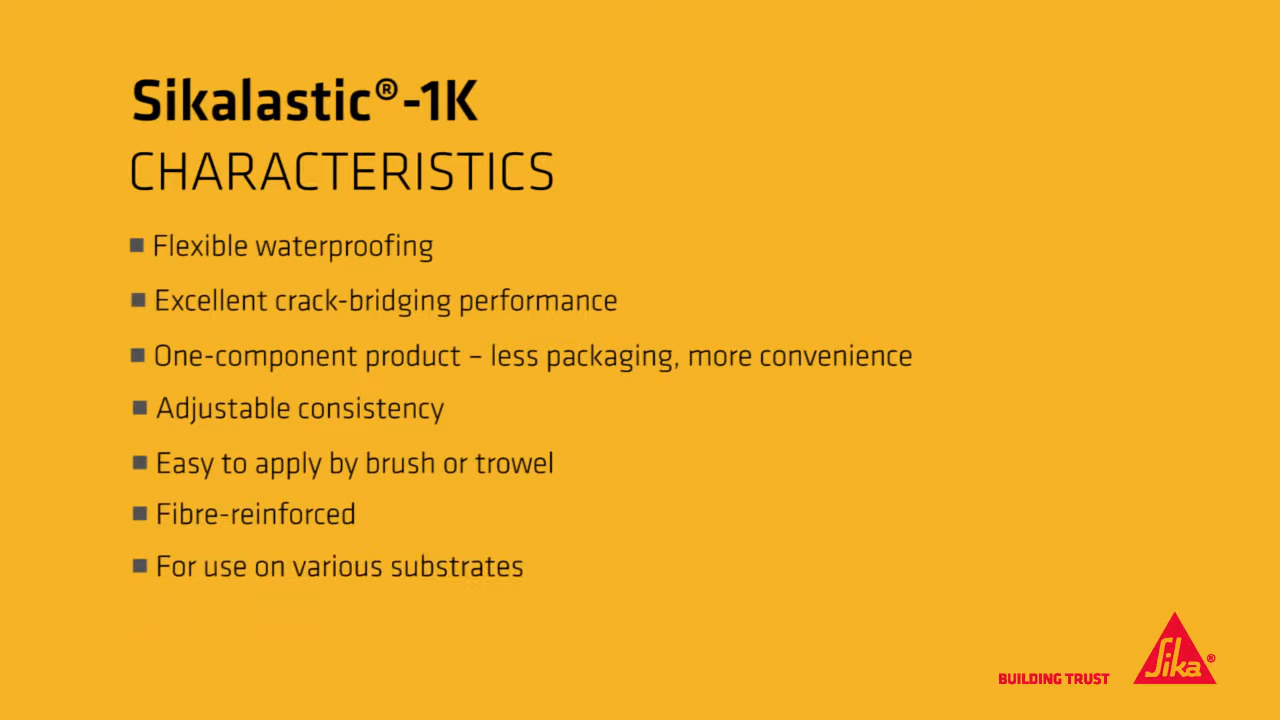 Sikalastic®-1K
CHARACTERISTICS
■ Flexible waterproofing
■ Excellent crack-bridging performance
■ One-component product – less packaging, more convenience
■ Adjustable consistency
■ Easy to apply by brush or trowel
■ Fibre-reinforced
■ For use on various substrates
BUILDING TRUST
Sika®